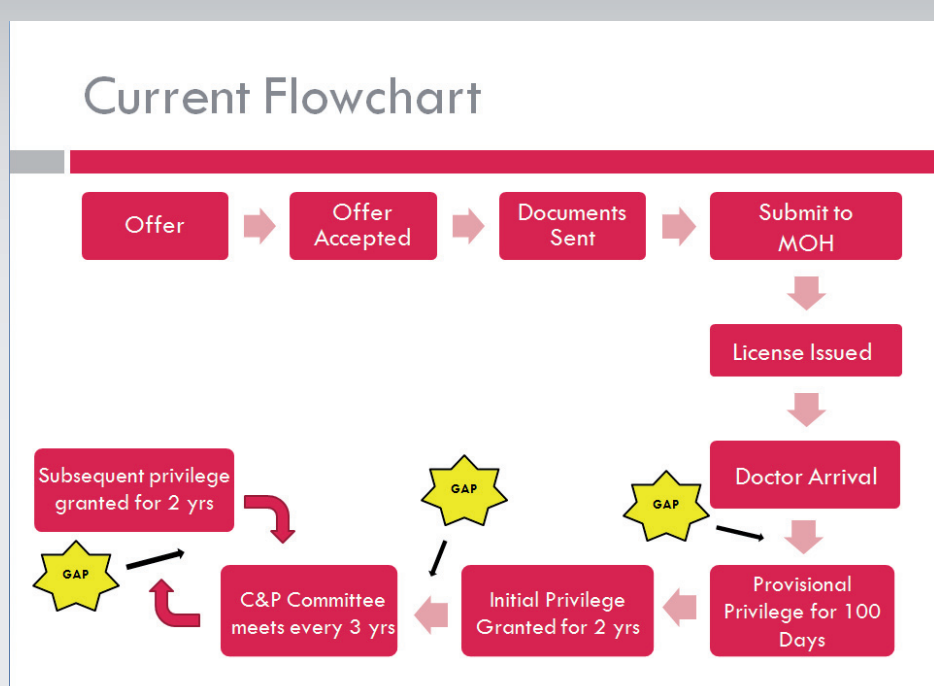 Current Flowchart
Offer
Offer
Accepted
Documents
Sent
Submit to
MOH
License Issued
Doctor Arrival
GAP
Provisional
Privilege for 100
Days
Initial Privilege
Granted for 2 yrs
GAP
C&P Committee
meets every 3 yrs
Subsequent privilege
granted for 2 yrs
GAP